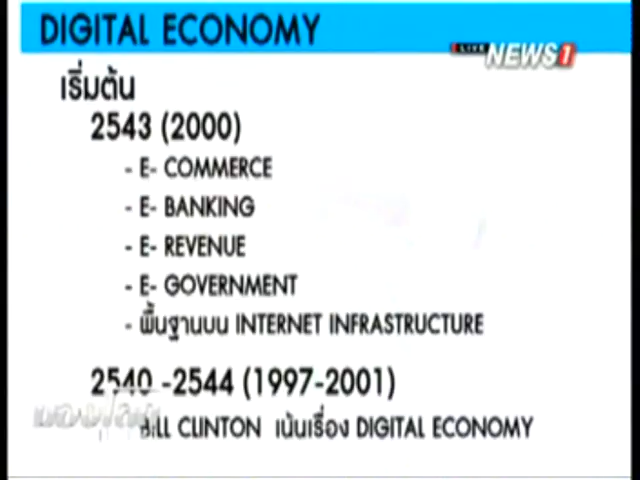 DIGITAL ECONOMY
LIVE NEWS1
เริ่มต้น
2543 (2000)
- E- COMMERCE
- E- BANKING
- E- REVENUE
- E- GOVERNMENT
- พื้นฐานบน INTERNET INFRASTRUCTURE
2540 -2544 (1997-2001)
BILL CLINTON เน้นเรื่อง DIGITAL ECONOMY